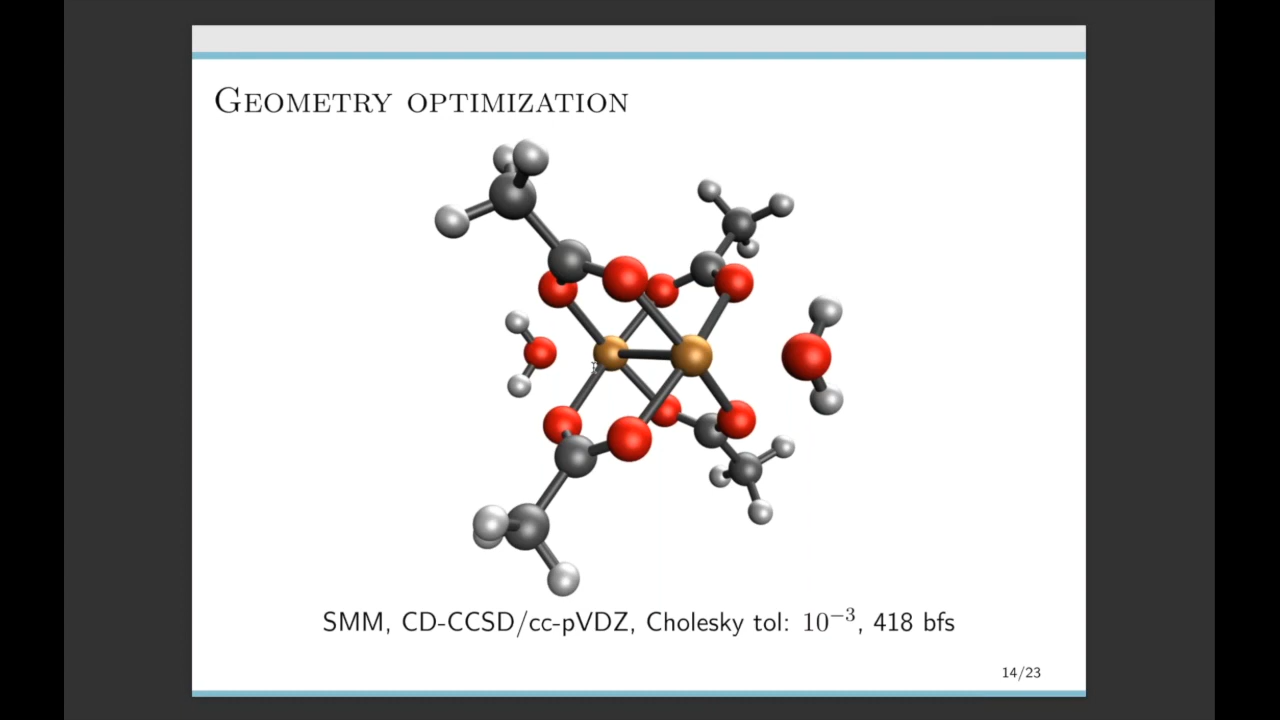 Geometry optimization
SMM, CD-CCSD/cc-pVDZ, Cholesky tol: 10⁻³, 418 bfs
14/23